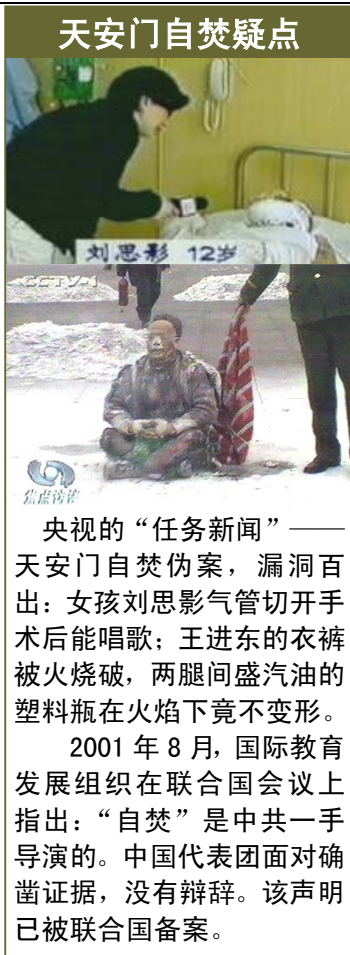 天安门自焚疑点
刘思影 12岁
CCTV-1
焦点访谈
央视的“任务新闻”——
天安门自焚伪案，漏洞百
出：女孩刘思影气管切开手
术后能唱歌；王进东的衣裤
被火烧破，两腿间盛汽油的
塑料瓶在火焰下竟不变形。
2001 年 8 月，国际教育
发展组织在联合国会议上
指出：“自焚”是中共一手
导演的。中国代表团面对确
凿证据，没有辩辞。该声明
已被联合国备案。